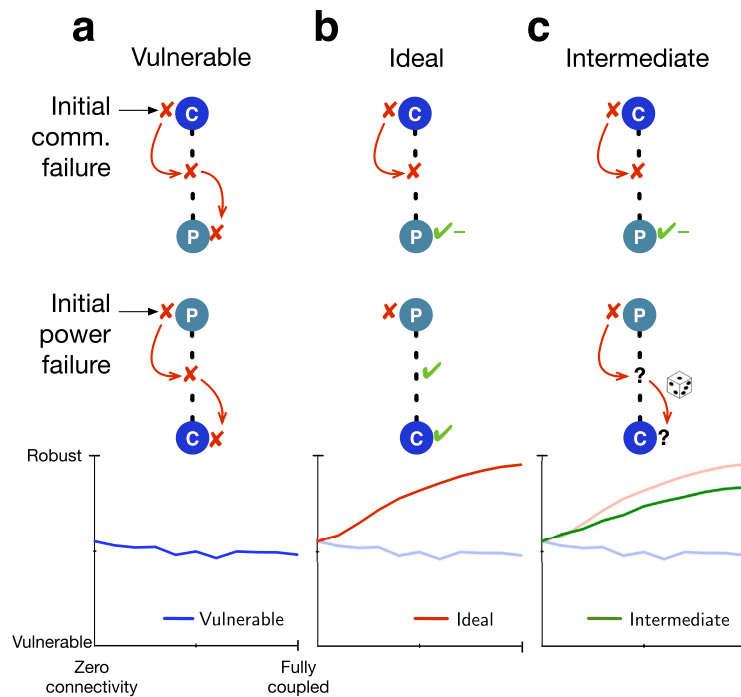 a
b
c
Vulnerable
Ideal
Intermediate
Initial
comm.
failure
C
C
C
P
P
P
Initial
power
failure
P
P
P
?
C
C
C
?
Robust
Vulnerable
Ideal
Intermediate
Vulnerable
Zero
connectivity
Fully
coupled